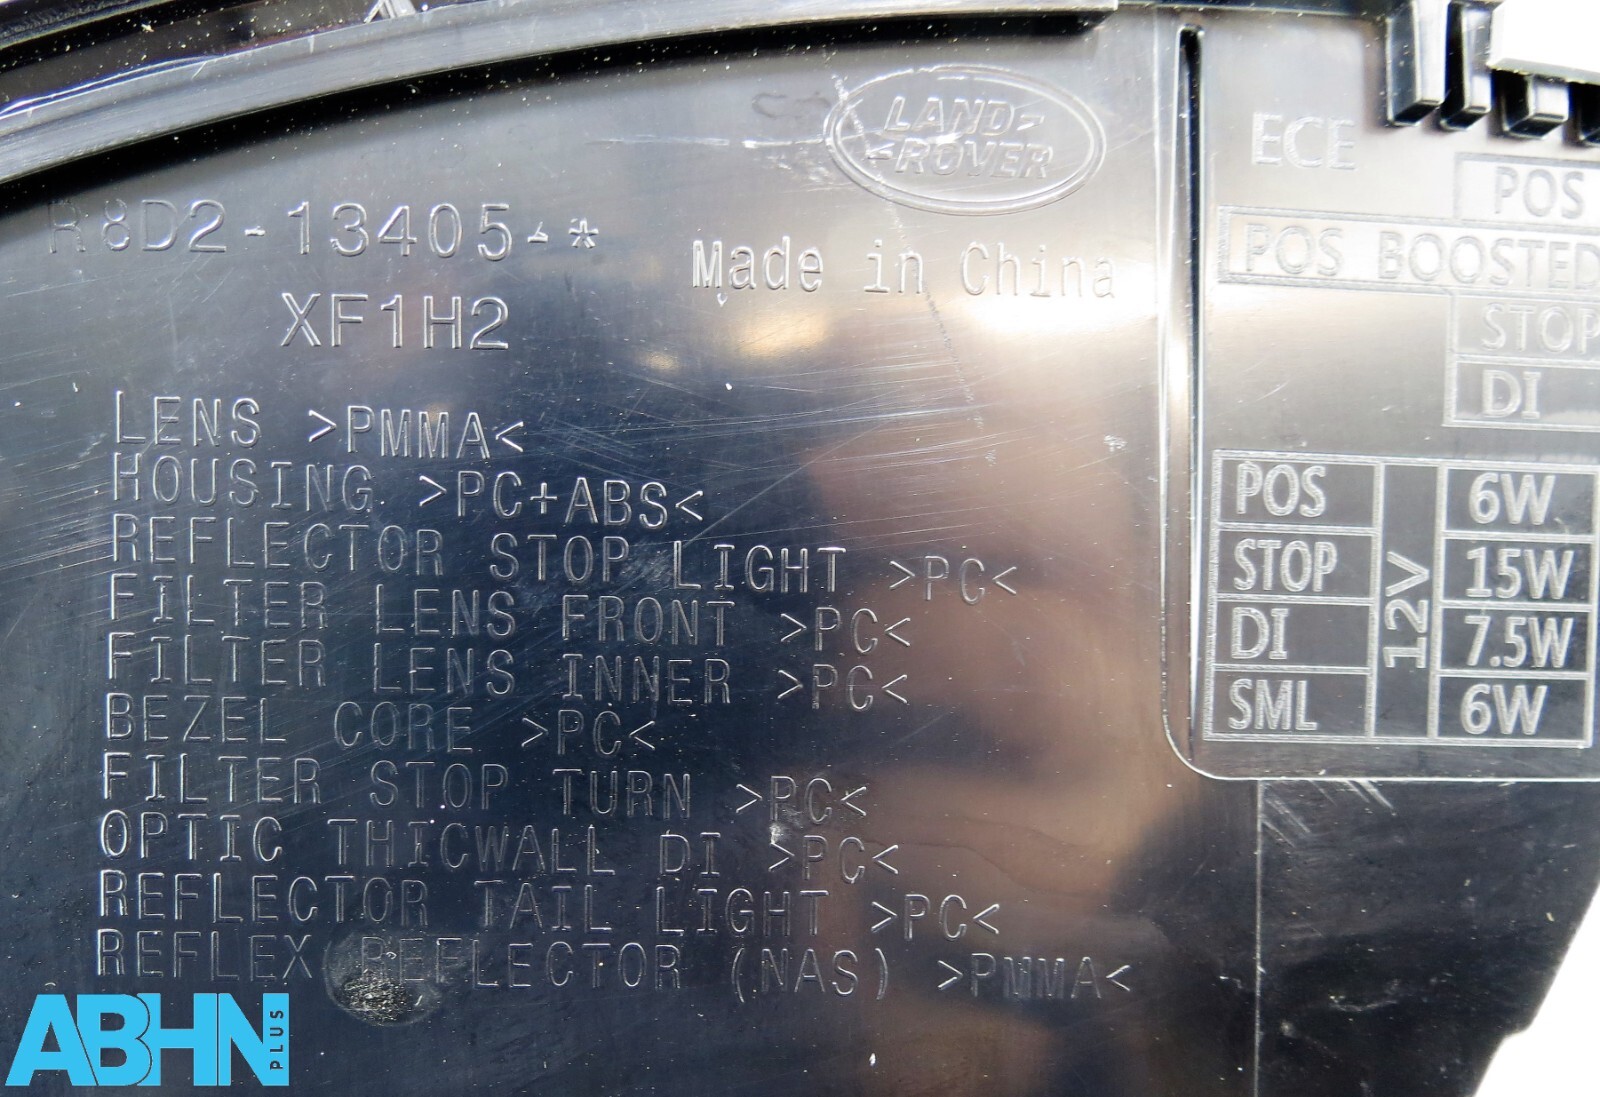 LAND-
-ROVER
R8D2-13405-*
Made in China
XF1H2
LENS >PMMA<
HOUSING >PC+ABS<
REFLECTOR STOP LIGHT >PC<
FILTER LENS FRONT >PC<
FILTER LENS INNER >PC<
BEZEL CORE >PC<
FILTER STOP TURN >PC<
OPTIC THICWALL DI >PC<
REFLECTOR TAIL LIGHT >PC<
REFLEX REFLECTOR (NAS) >PMMA<
ECE
POS
POS BOOSTED
STOP
DI
POS 12V 6W
STOP 15W
DI 7.5W
SML 6W
ABHN PLUS